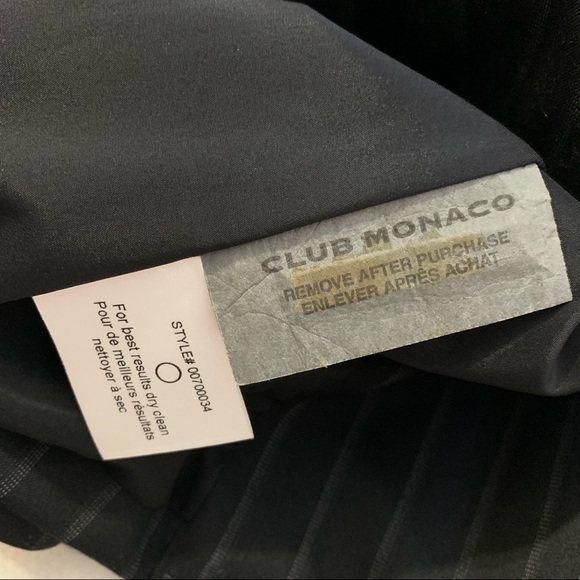 CLUB MONACO
REMOVE AFTER PURCHASE
ENLEVER APRÈS ACHAT
STYLE# 00700034
For best results dry clean
Pour de meilleurs résultats
nettoyer à sec